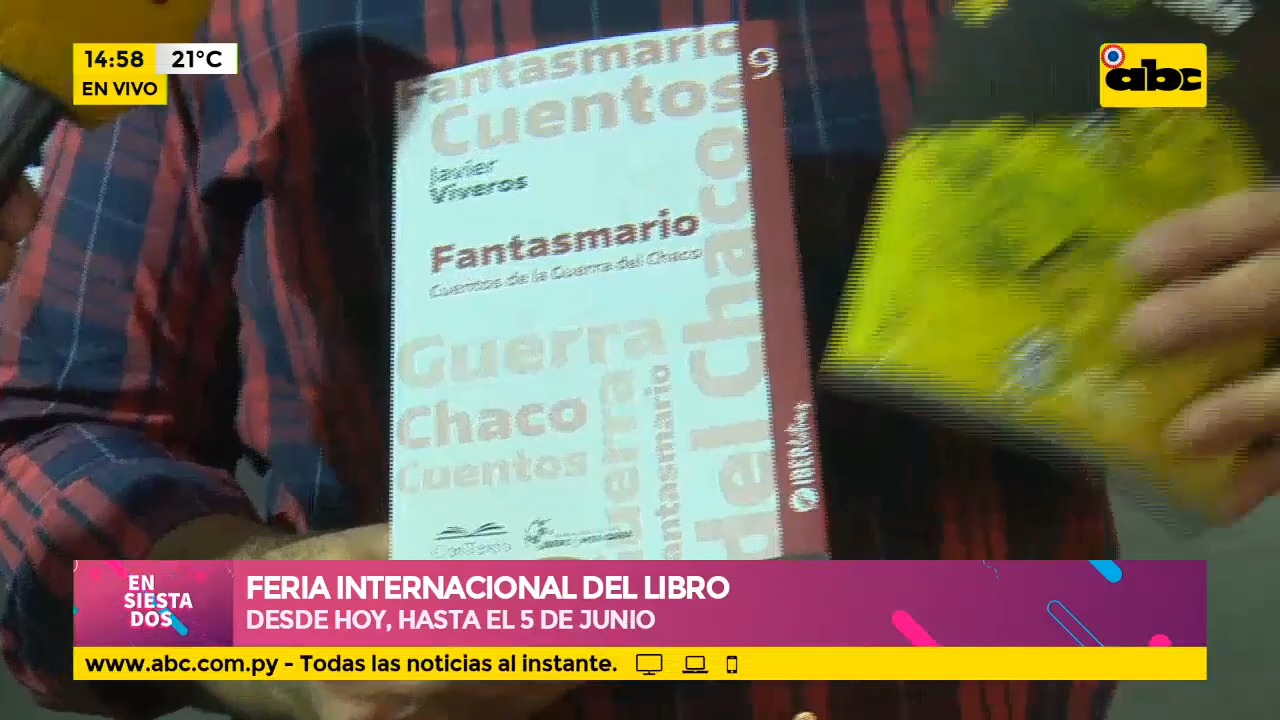 14:58 21°C
EN VIVO
abc
Fantasmario
Cuentos
Javier
Viveros
Fantasmario
Cuentos de la Guerra del Chaco
Guerra
Chaco
Cuentos
Guerra
Fantasmario
del Chaco
9
EN
SIESTA
DOS
FERIA INTERNACIONAL DEL LIBRO
DESDE HOY, HASTA EL 5 DE JUNIO
www.abc.com.py - Todas las noticias al instante.